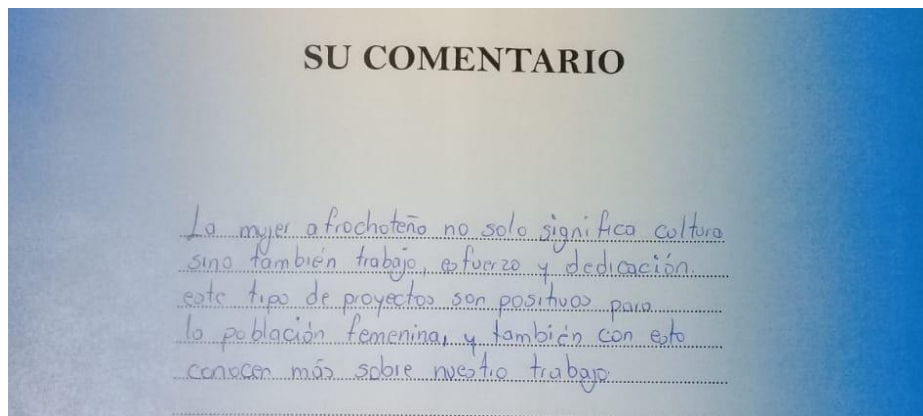 SU COMENTARIO
La mujer afrochoteña no solo significa cultura
sino también trabajo, esfuerzo y dedicación.
este tipo de proyectos son positivos para
la población femenina, y también con esto
conocen más sobre nuestro trabajo.